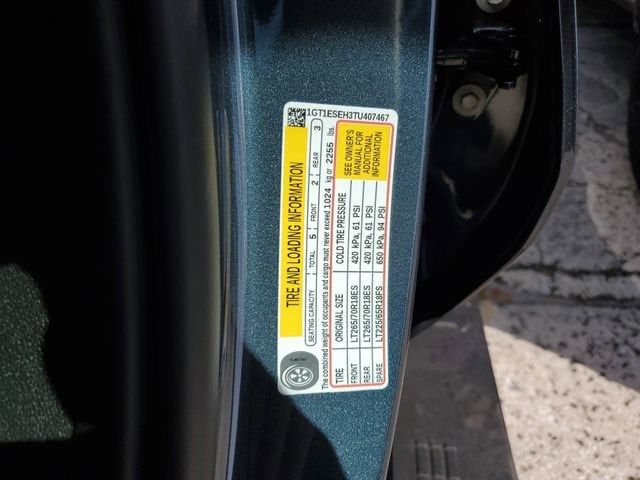 1GT1ESEH3TU407467
TIRE AND LOADING INFORMATION
SEATING CAPACITY TOTAL 5 FRONT 2 REAR 3
The combined weight of occupants and cargo must never exceed 1024 kg or 2255 lbs.
TIRE ORIGINAL SIZE COLD TIRE PRESSURE
FRONT LT265/70R18ES 420 kPa, 61 PSI
REAR LT265/70R18ES 420 kPa, 61 PSI
SPARE LT225/65R18FS 650 kPa, 94 PSI
SEE OWNER'S
MANUAL FOR
ADDITIONAL
INFORMATION